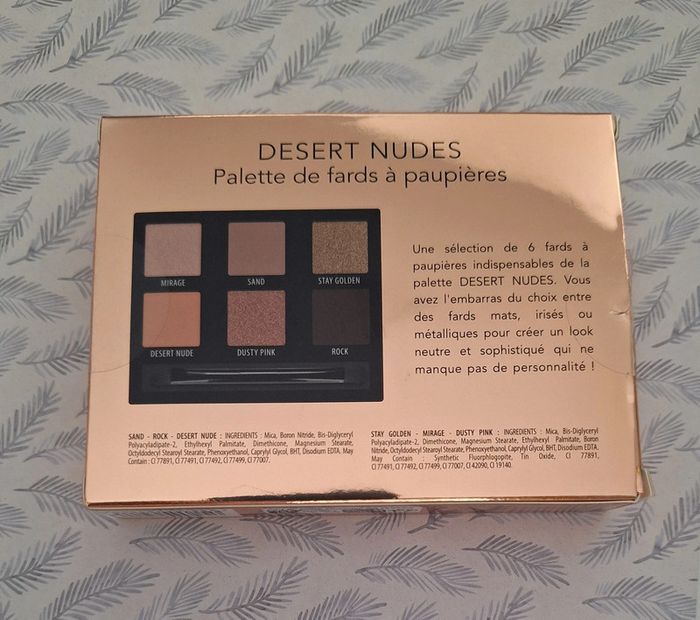 DESERT NUDES
Palette de fards à paupières
MIRAGE
SAND
STAY GOLDEN
DESERT NUDE
DUSTY PINK
ROCK
Une sélection de 6 fards à
paupières indispensables de la
palette DESERT NUDES. Vous
avez l'embarras du choix entre
des fards mats, irisés ou
métalliques pour créer un look
neutre et sophistiqué qui ne
manque pas de personnalité !
SAND - ROCK - DESERT NUDE : INGREDIENTS : Mica, Boron Nitride, Bis-Diglyceryl
Polyacyladipate-2, Ethylhexyl Palmitate, Dimethicone, Magnesium Stearate,
Octyldodecyl Stearoyl Stearate, Phenoxyethanol, Caprylyl Glycol, BHT, Disodium EDTA. May
Contain : CI 77891, CI 77491, CI 77492, CI 77499, CI 77007.
STAY GOLDEN - MIRAGE - DUSTY PINK : INGREDIENTS : Mica, Boron Nitride, Bis-Diglyceryl
Polyacyladipate-2, Dimethicone, Magnesium Stearate, Ethylhexyl Palmitate,
Octyldodecyl Stearoyl Stearate, Phenoxyethanol, Caprylyl Glycol, BHT, Disodium EDTA.
May Contain : Synthetic Fluorphlogopite, Tin Oxide, CI 77891,
CI 77491, CI 77492, CI 77499, CI 77007, CI 42090, CI 19140.